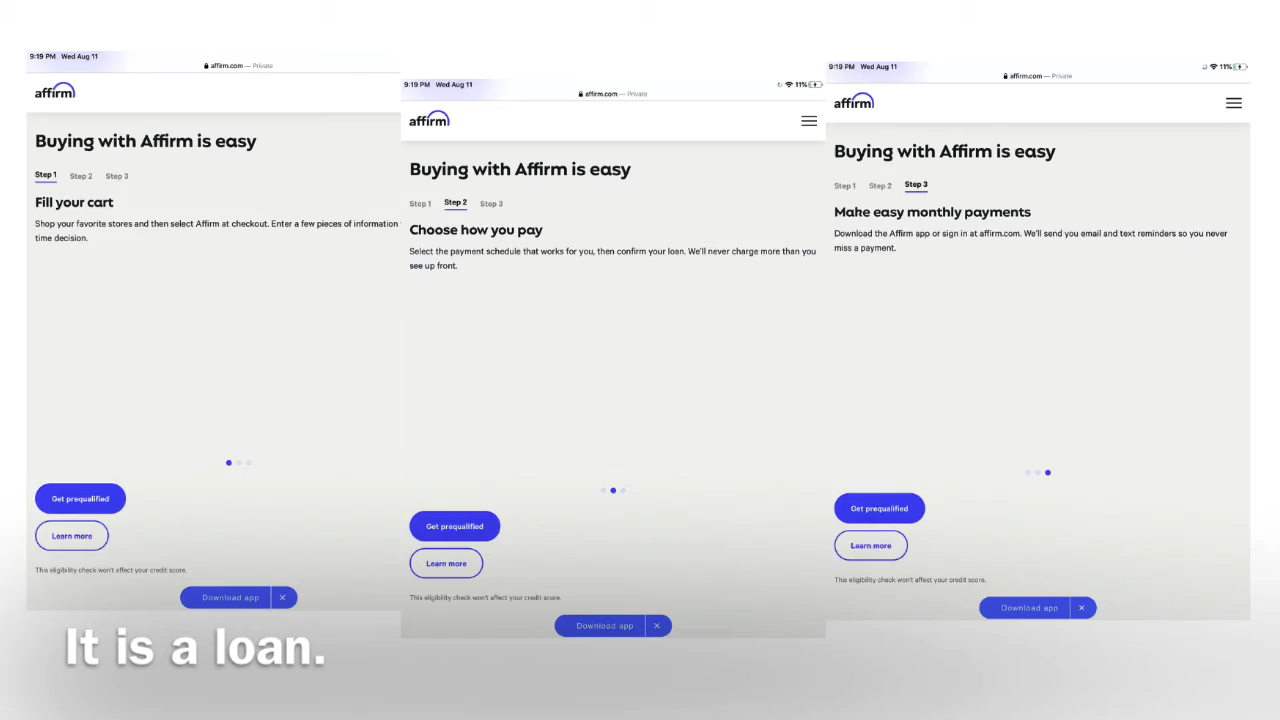 9:19 PM Wed Aug 11
affirm.com — Private
affirm
Buying with Affirm is easy
Step 1 Step 2 Step 3
Fill your cart
Shop your favorite stores and then select Affirm at checkout. Enter a few pieces of information
time decision.
Get prequalified
Learn more
This eligibility check won't affect your credit score.
Download app ×
9:19 PM Wed Aug 11 11%
affirm.com — Private
affirm
Buying with Affirm is easy
Step 1 Step 2 Step 3
Choose how you pay
Select the payment schedule that works for you, then confirm your loan. We'll never charge more than you
see up front.
Get prequalified
Learn more
This eligibility check won't affect your credit score.
Download app ×
9:19 PM Wed Aug 11 11%
affirm.com — Private
affirm
Buying with Affirm is easy
Step 1 Step 2 Step 3
Make easy monthly payments
Download the Affirm app or sign in at affirm.com. We'll send you email and text reminders so you never
miss a payment.
Get prequalified
Learn more
This eligibility check won't affect your credit score.
Download app ×
It is a loan.